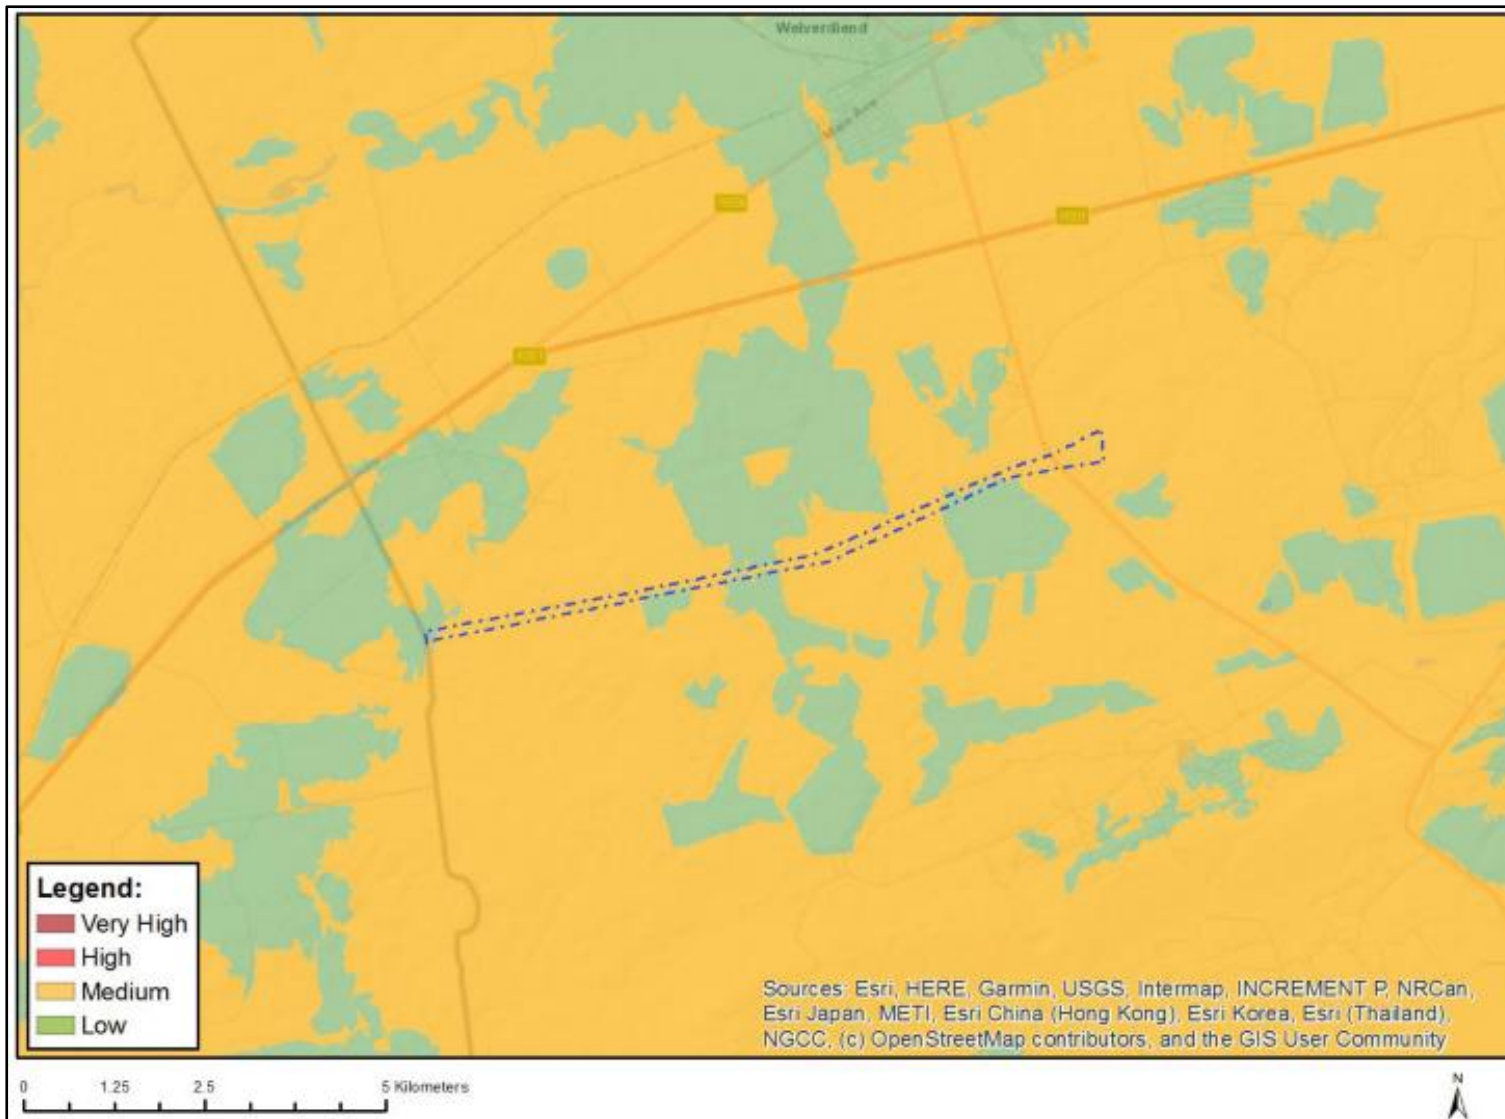 Welverdiend
Main Ave
Legend:
Very High
High
Medium
Low
Sources: Esri, HERE, Garmin, USGS, Intermap, INCREMENT P, NRCan,
Esri Japan, METI, Esri China (Hong Kong), Esri Korea, Esri (Thailand),
NGCC, (c) OpenStreetMap contributors, and the GIS User Community
0 1.25 2.5 5 Kilometers
N